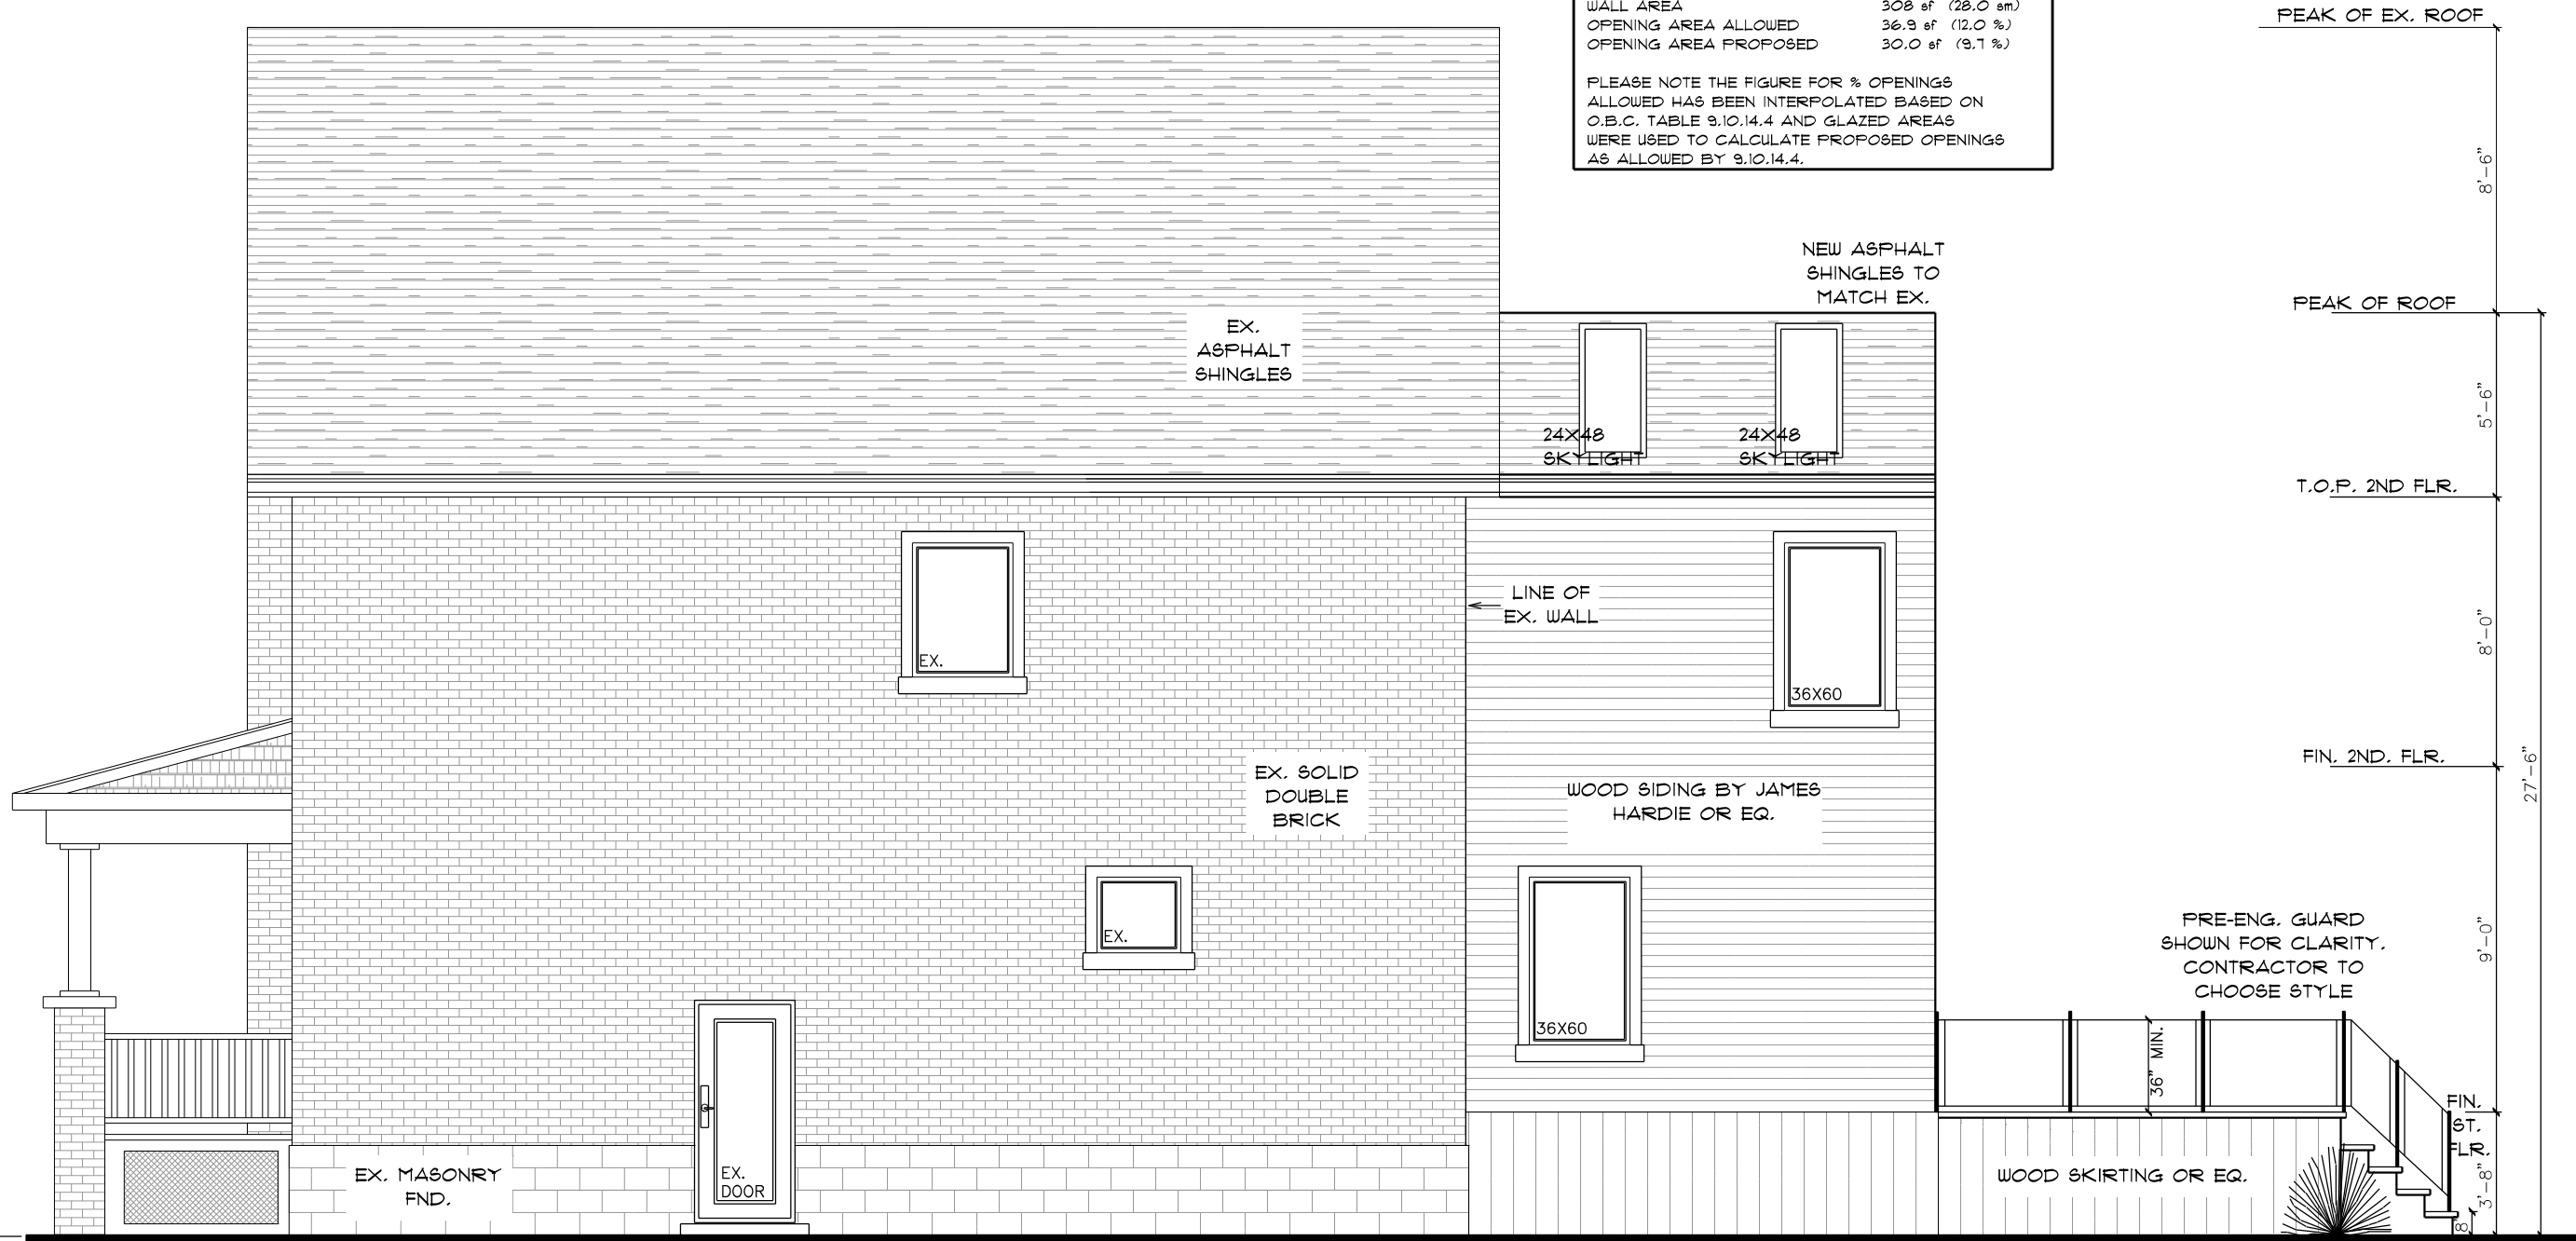 WALL AREA 308 sf (28.0 sm)
OPENING AREA ALLOWED 36.9 sf (12.0 %)
OPENING AREA PROPOSED 30.0 sf (9.7 %)
PLEASE NOTE THE FIGURE FOR % OPENINGS
ALLOWED HAS BEEN INTERPOLATED BASED ON
O.B.C. TABLE 9.10.14.4 AND GLAZED AREAS
WERE USED TO CALCULATE PROPOSED OPENINGS
AS ALLOWED BY 9.10.14.4.
PEAK OF EX. ROOF
8'-6"
NEW ASPHALT
SHINGLES TO
MATCH EX.
PEAK OF ROOF
EX.
ASPHALT
SHINGLES
5'-6"
24X48
SKYLIGHT
24X48
SKYLIGHT
T.O.P. 2ND FLR.
LINE OF
EX. WALL
8'-0"
EX.
36X60
FIN. 2ND. FLR.
27'-6"
EX. SOLID
DOUBLE
BRICK
WOOD SIDING BY JAMES
HARDIE OR EQ.
EX.
9'-0"
PRE-ENG. GUARD
SHOWN FOR CLARITY.
CONTRACTOR TO
CHOOSE STYLE
36X60
36" MIN.
FIN.
ST.
FLR.
EX. MASONRY
FND.
EX.
DOOR
WOOD SKIRTING OR EQ.
3'-8"
8"